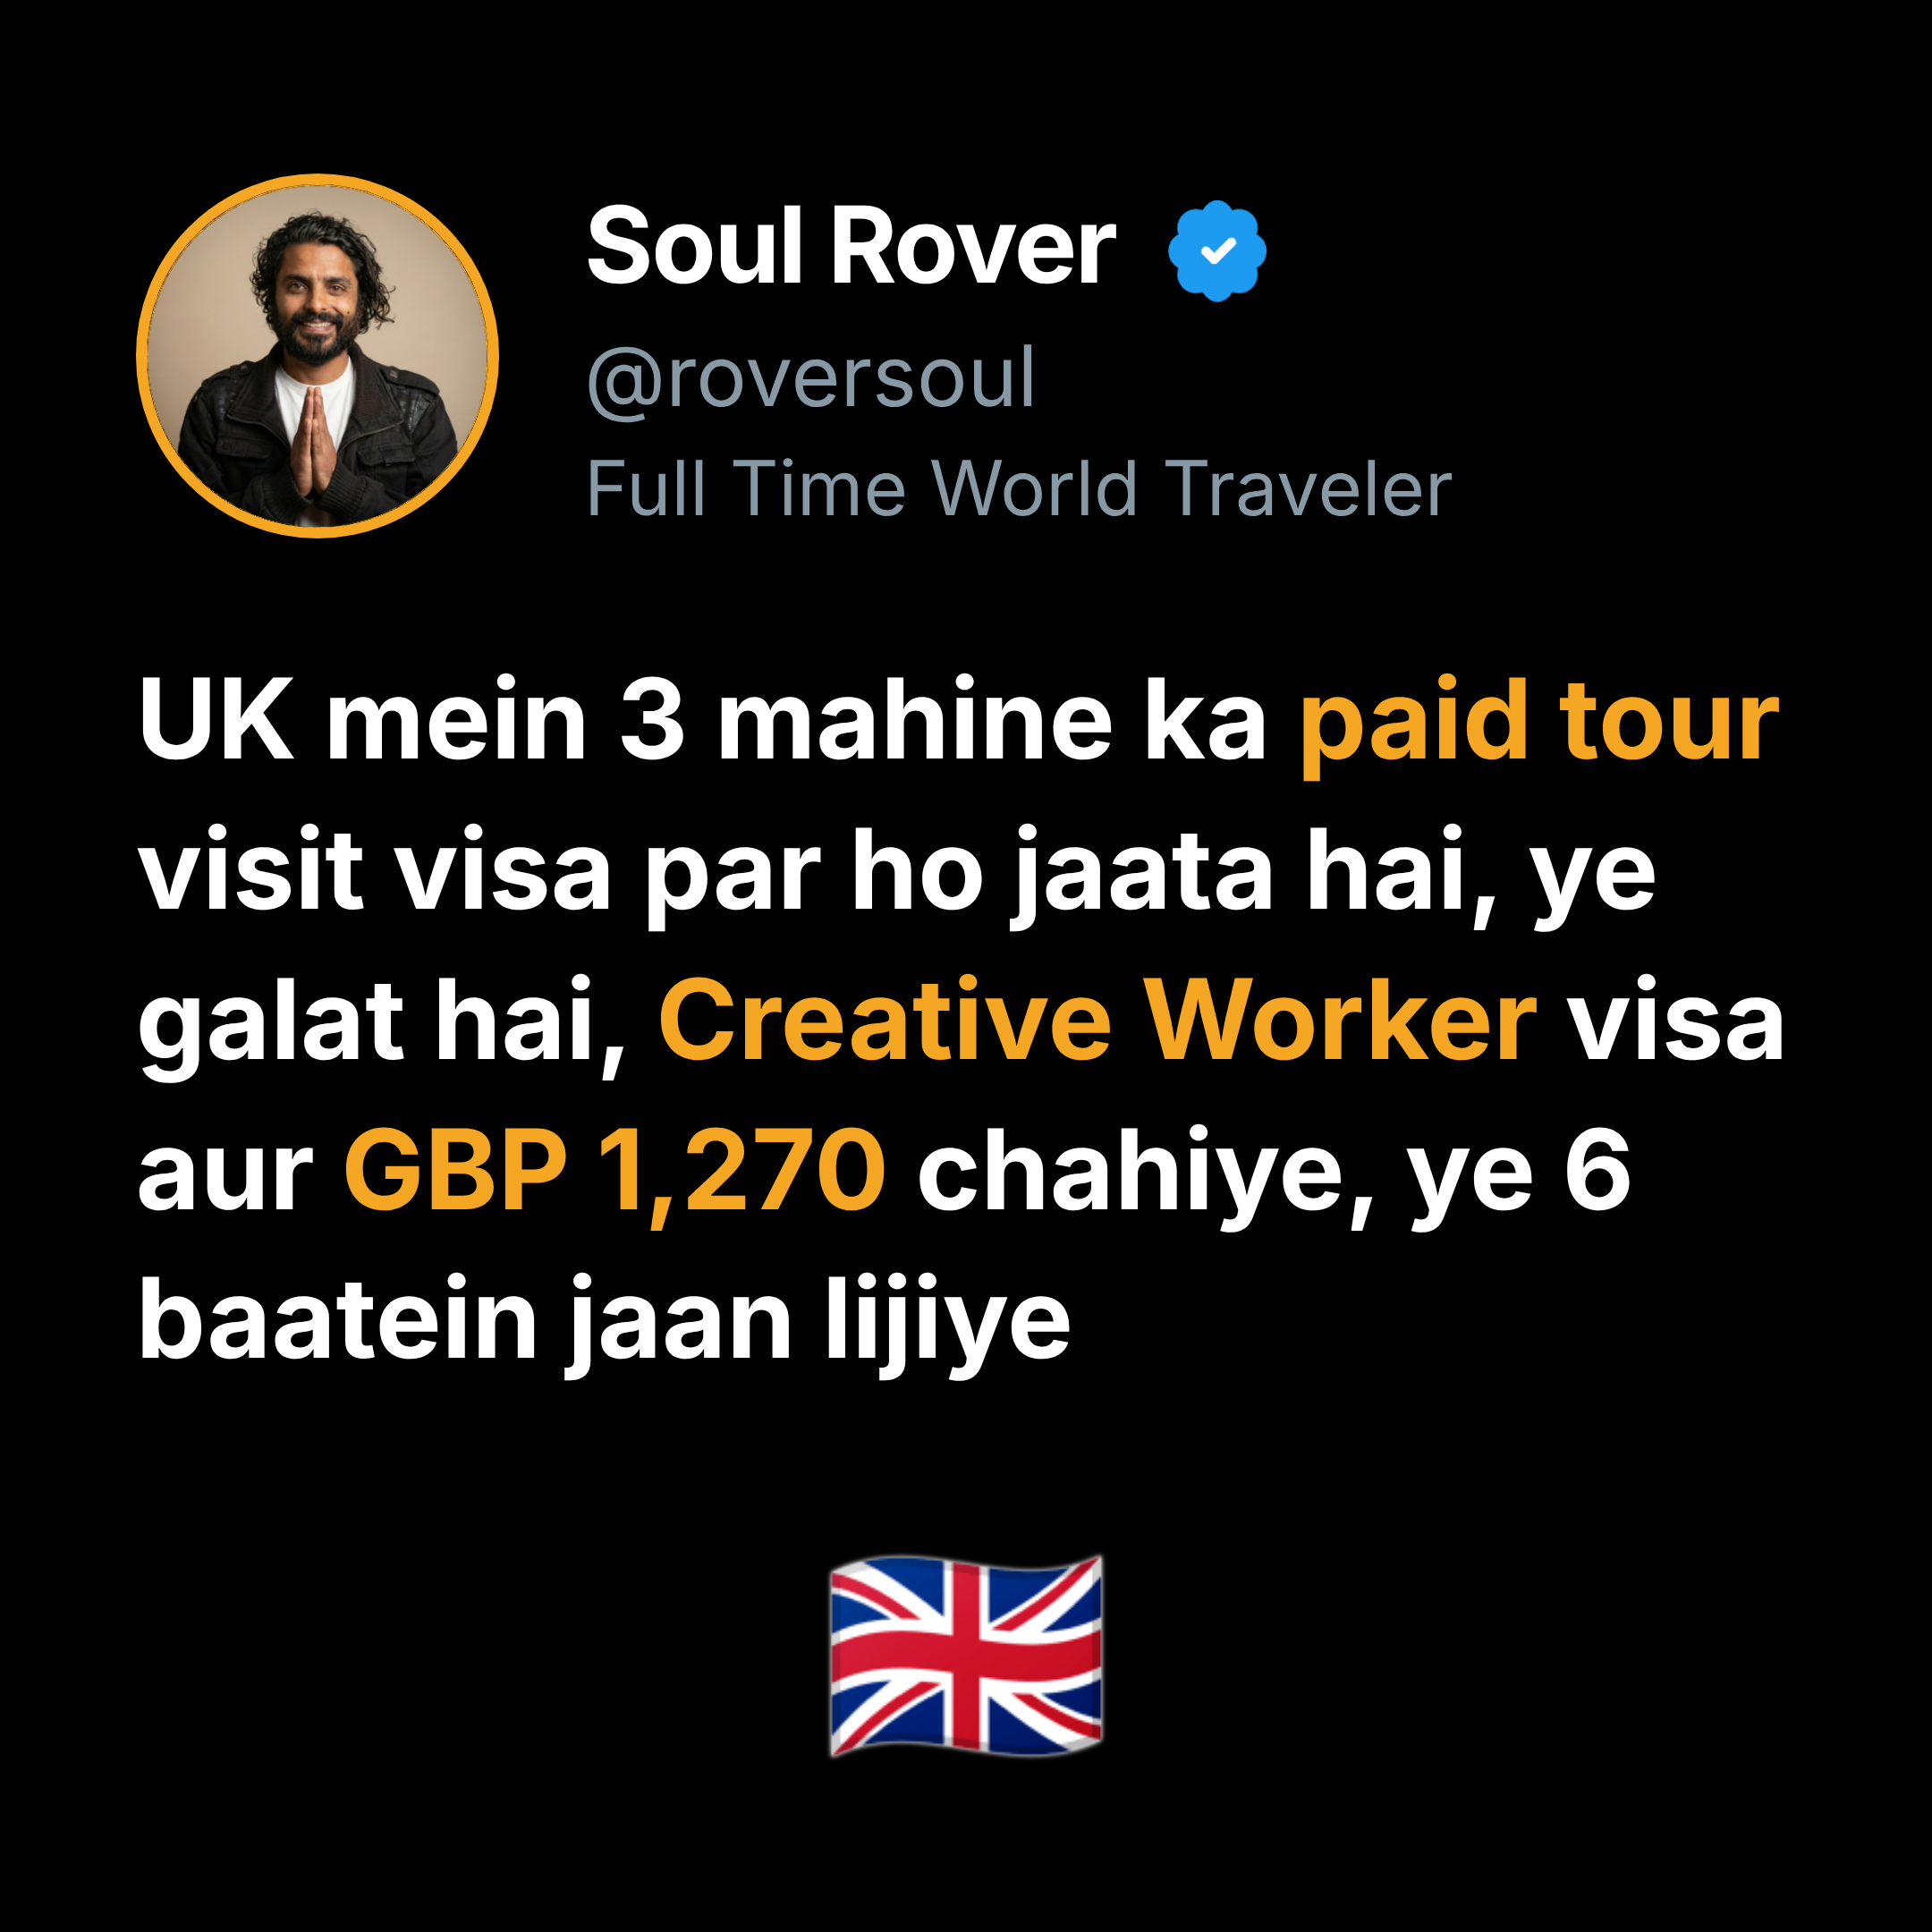 Soul Rover
@roversoul
Full Time World Traveler
UK mein 3 mahine ka paid tour
visit visa par ho jaata hai, ye
galat hai, Creative Worker visa
aur GBP 1,270 chahiye, ye 6
baatein jaan lijiye